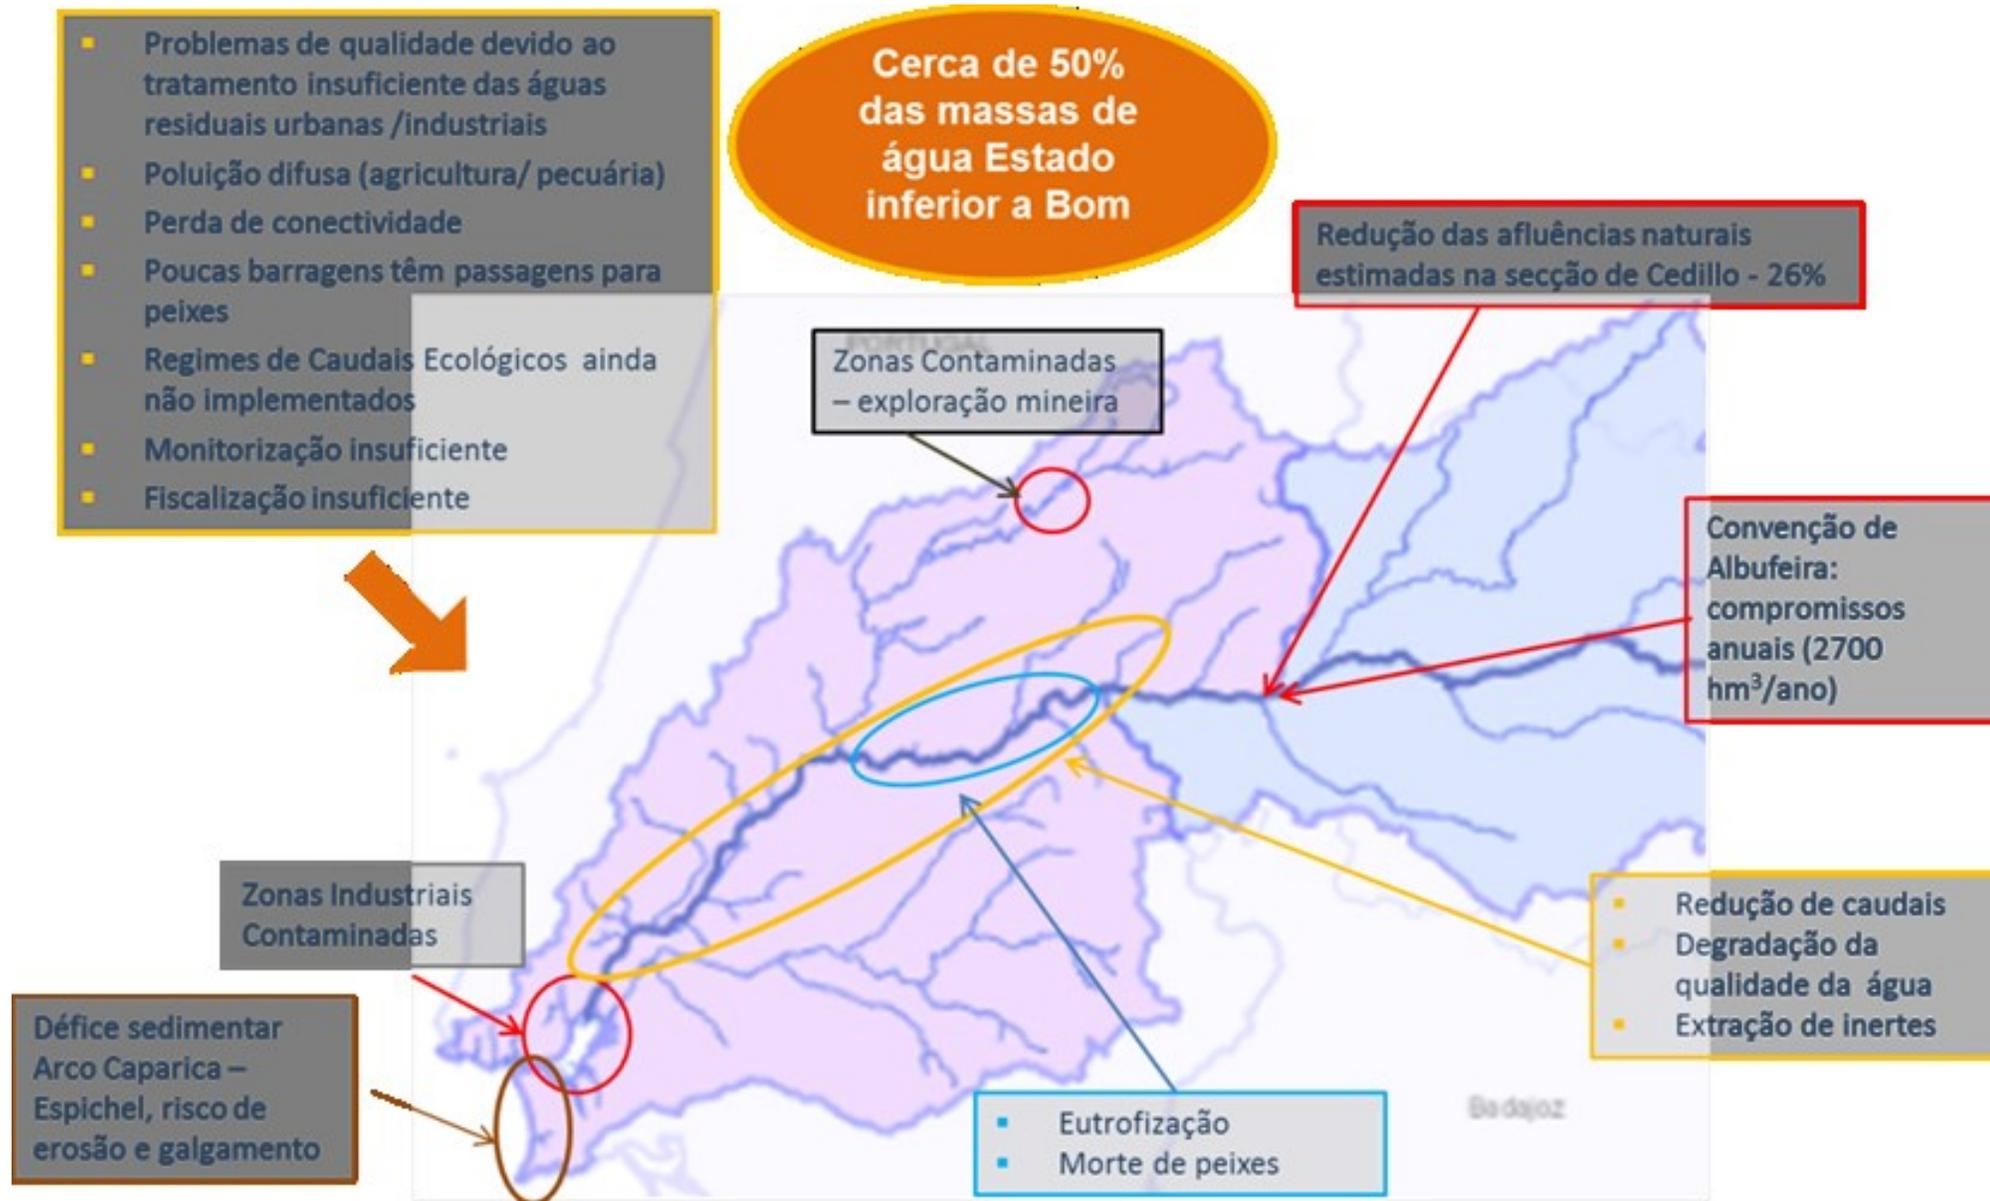 Problemas de qualidade devido ao
tratamento insuficiente das águas
residuais urbanas /industriais
Poluição difusa (agricultura/ pecuária)
Perda de conectividade
Poucas barragens têm passagens para
peixes
Regimes de Caudais Ecológicos ainda
não implementados
Monitorização insuficiente
Fiscalização insuficiente
Cerca de 50%
das massas de
água Estado
inferior a Bom
Redução das afluências naturais
estimadas na secção de Cedillo - 26%
PORTUGAL
Zonas Contaminadas
– exploração mineira
Convenção de
Albufeira:
compromissos
anuais (2700
hm³/ano)
Zonas Industriais
Contaminadas
Redução de caudais
Degradação da
qualidade da água
Extração de inertes
Défice sedimentar
Arco Caparica –
Espichel, risco de
erosão e galgamento
Eutrofização
Morte de peixes
Badajoz